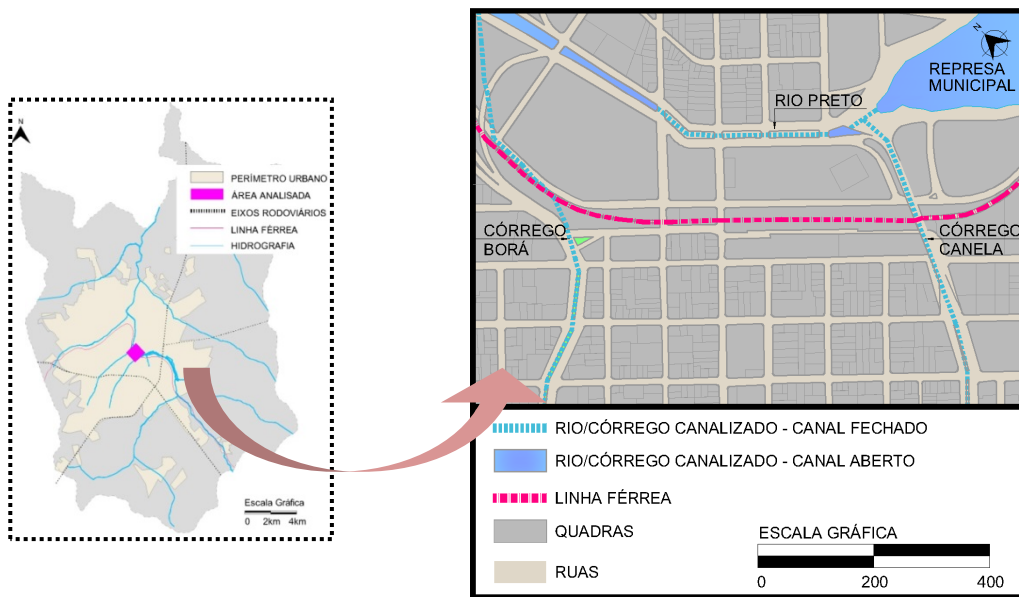 N
PERÍMETRO URBANO
ÁREA ANALISADA
EIXOS RODOVIÁRIOS
LINHA FÉRREA
HIDROGRAFIA
Escala Gráfica
0 2km 4km
N
REPRESA
MUNICIPAL
RIO PRETO
CÓRREGO
BORÁ
CÓRREGO
CANELA
RIO/CÓRREGO CANALIZADO - CANAL FECHADO
RIO/CÓRREGO CANALIZADO - CANAL ABERTO
LINHA FÉRREA
QUADRAS
RUAS
ESCALA GRÁFICA
0 200 400